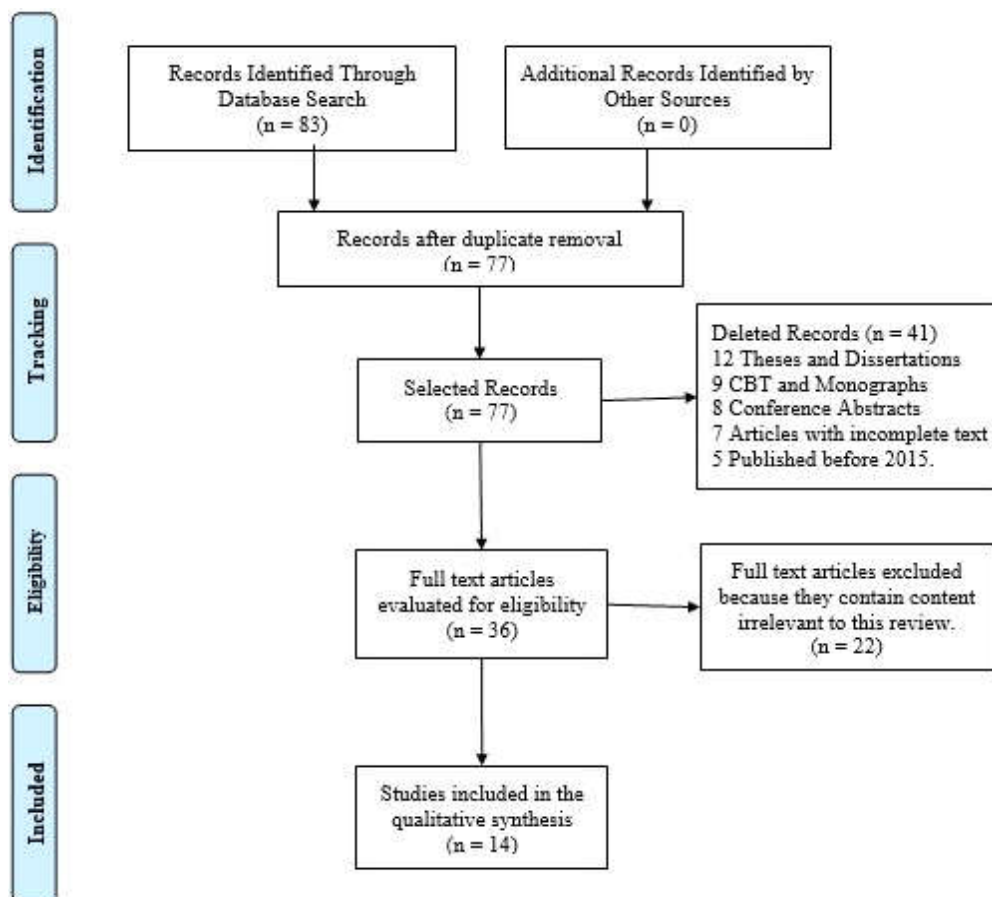 Identification
Records Identified Through
Database Search
(n = 83)
Additional Records Identified by
Other Sources
(n = 0)
Records after duplicate removal
(n = 77)
Tracking
Selected Records
(n = 77)
Deleted Records (n = 41)
12 Theses and Dissertations
9 CBT and Monographs
8 Conference Abstracts
7 Articles with incomplete text
5 Published before 2015.
Eligibility
Full text articles
evaluated for eligibility
(n = 36)
Full text articles excluded
because they contain content
irrelevant to this review.
(n = 22)
Included
Studies included in the
qualitative synthesis
(n = 14)